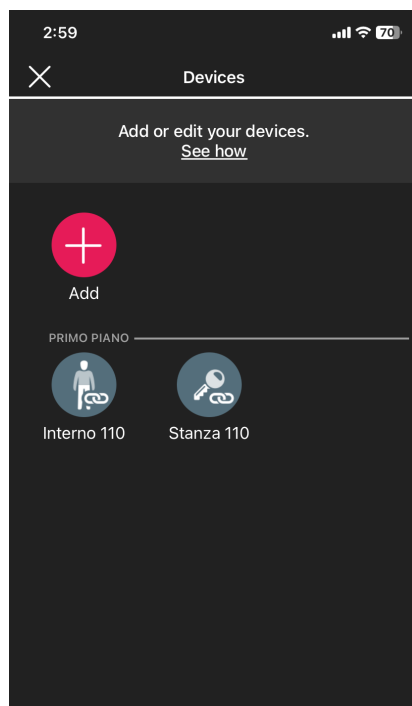 2:59
70
Devices
Add or edit your devices.
See how
Add
PRIMO PIANO
Interno 110
Stanza 110